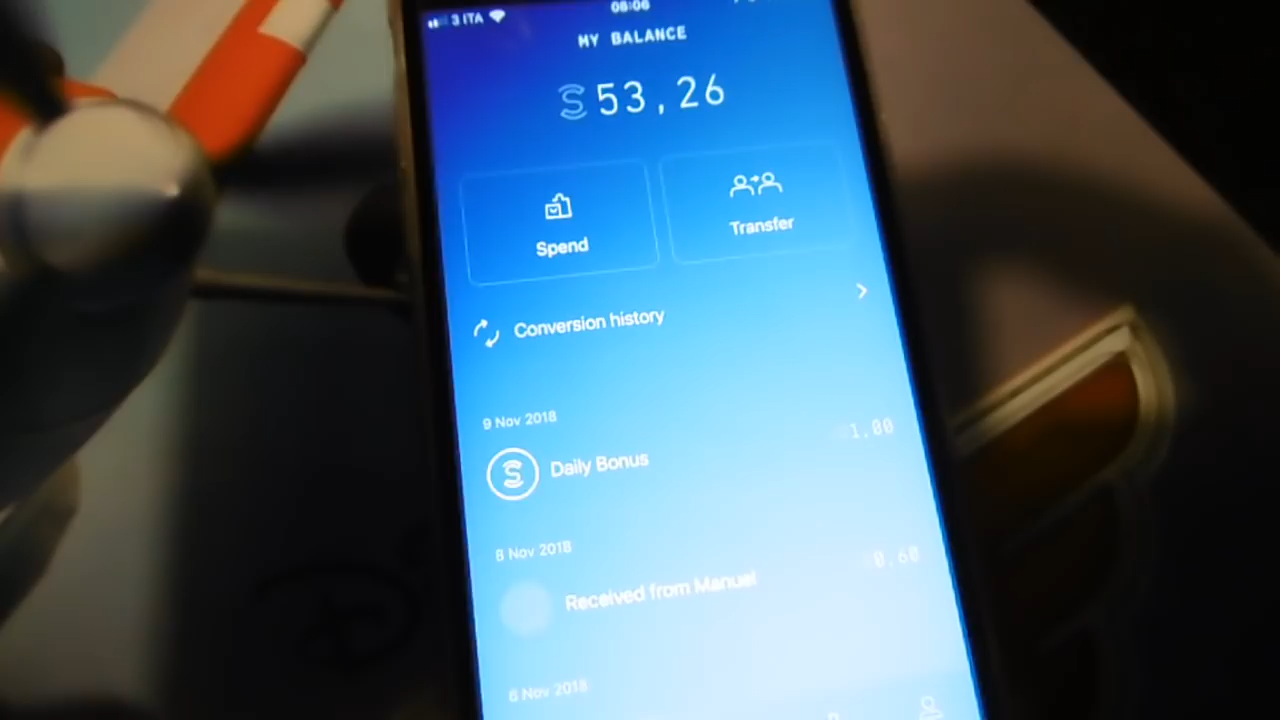 3 ITA
06:06
MY BALANCE
53,26
Spend
Transfer
Conversion history
9 Nov 2018
Daily Bonus
1.00
8 Nov 2018
Received from Manuel
0.60
6 Nov 2018